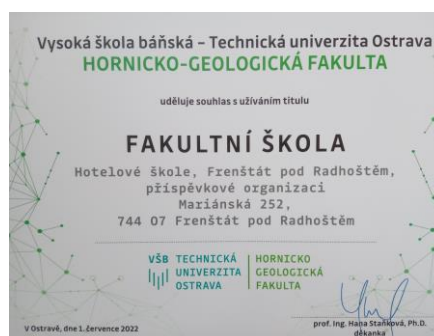 Vysoká škola báňská – Technická univerzita Ostrava
HORNICKO-GEOLOGICKÁ FAKULTA
uděluje souhlas s užíváním titulu
FAKULTNÍ ŠKOLA
Hotelové škole, Frenštát pod Radhoštěm,
příspěvkové organizaci
Mariánská 252,
744 07 Frenštát pod Radhoštěm
VŠB TECHNICKÁ
UNIVERZITA
OSTRAVA
HORNICKO
GEOLOGICKÁ
FAKULTA
V Ostravě, dne 1. července 2022
prof. Ing. Hana Staňková, Ph.D.
děkanka